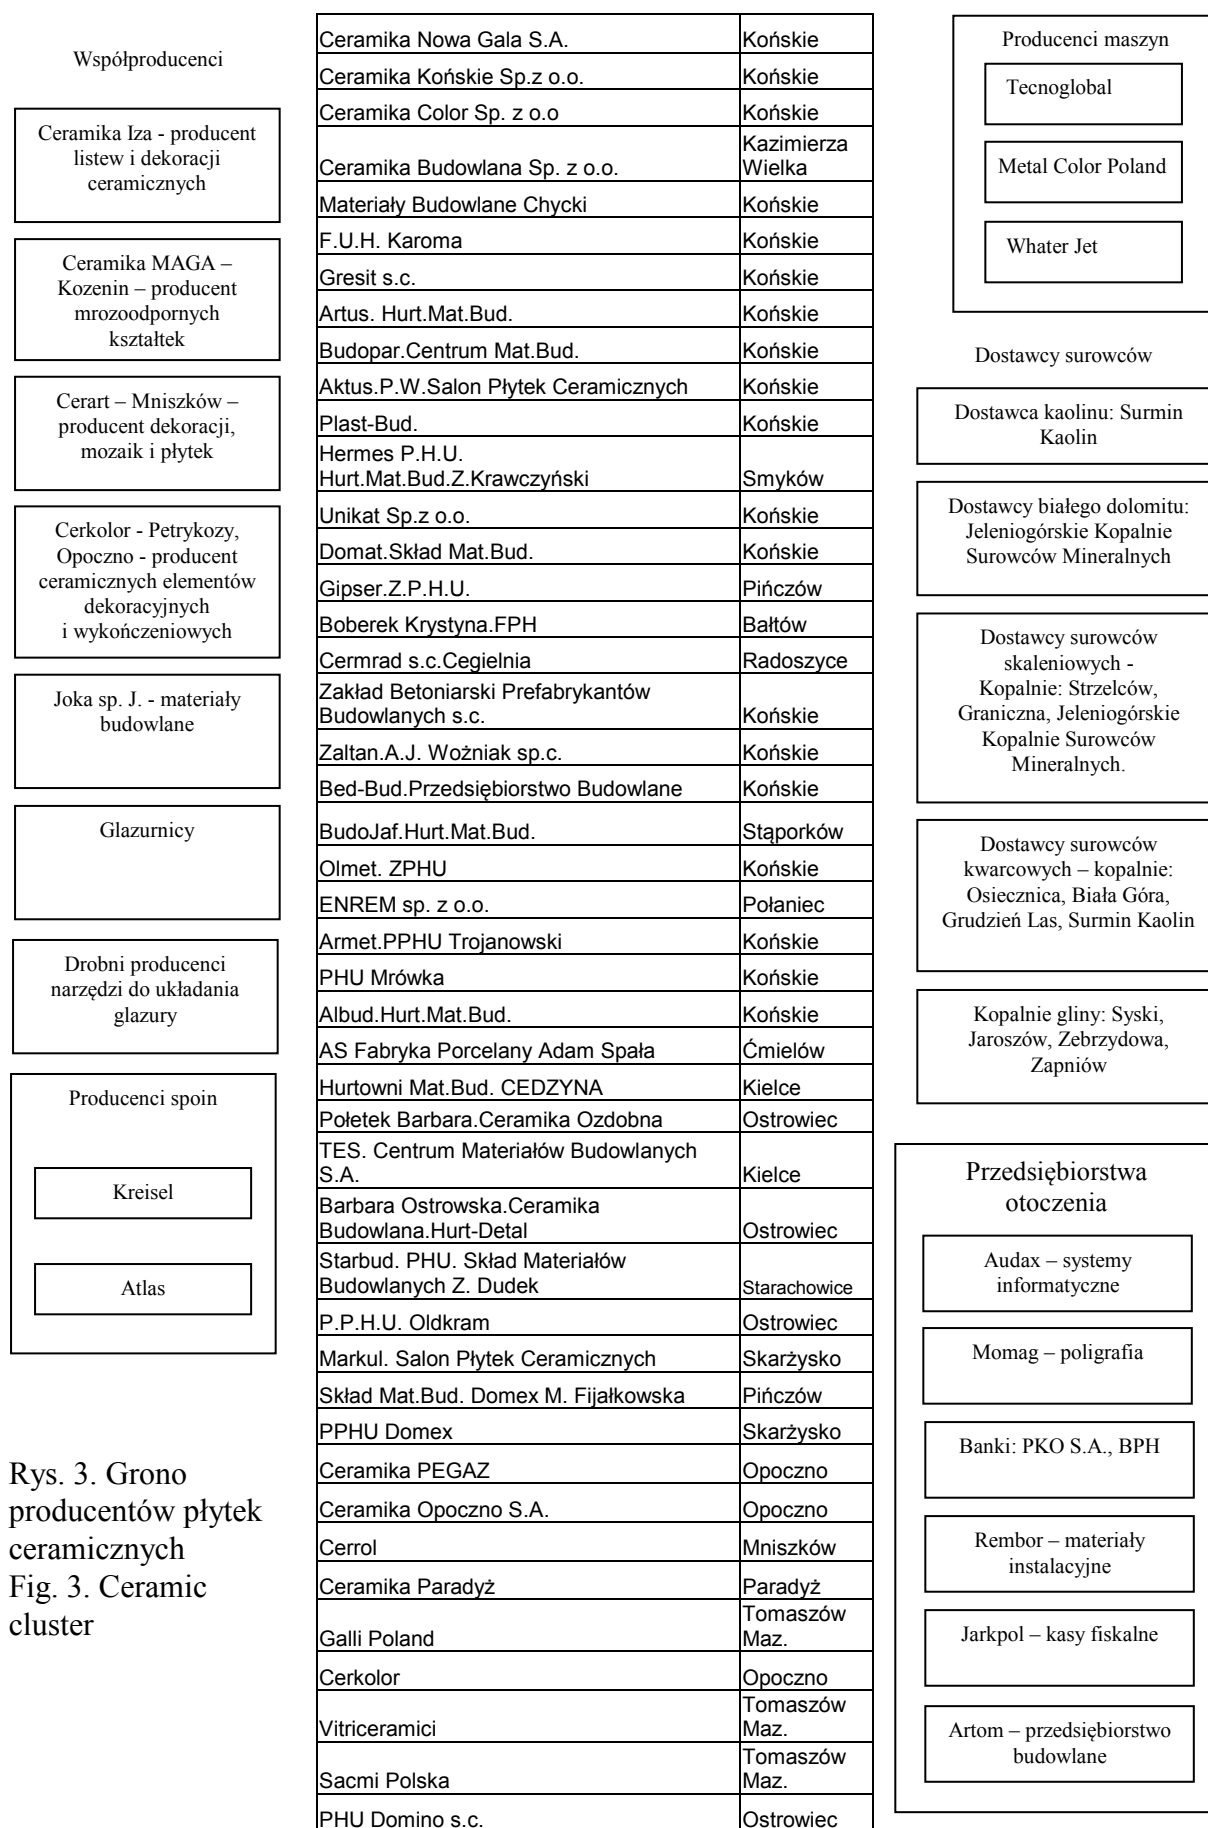 Współproducenci
Ceramika Iza - producent
listew i dekoracji
ceramicznych
Ceramika MAGA –
Kozenin – producent
mrozoodpornych
kształtek
Cerart – Mniszków –
producent dekoracji,
mozaik i płytek
Cerkolor - Petrykozy,
Opoczno - producent
ceramicznych elementów
dekoracyjnych
i wykończeniowych
Joka sp. J. - materiały
budowlane
Glazurnicy
Drobni producenci
narzędzi do układania
glazury
Producenci spoin
Kreisel
Atlas
Rys. 3. Grono
producentów płytek
ceramicznych
Fig. 3. Ceramic
cluster
Ceramika Nowa Gala S.A. Końskie
Ceramika Końskie Sp.z o.o. Końskie
Ceramika Color Sp. z o.o Końskie
Kazimierza
Ceramika Budowlana Sp. z o.o. Wielka
Materiały Budowlane Chycki Końskie
F.U.H. Karoma Końskie
Gresit s.c. Końskie
Artus. Hurt.Mat.Bud. Końskie
Budopar.Centrum Mat.Bud. Końskie
Aktus.P.W.Salon Płytek Ceramicznych Końskie
Plast-Bud. Końskie
Hermes P.H.U.
Hurt.Mat.Bud.Z.Krawczyński Smyków
Unikat Sp.z o.o. Końskie
Domat.Skład Mat.Bud. Końskie
Gipser.Z.P.H.U. Pińczów
Boberek Krystyna.FPH Bałtów
Cermrad s.c.Cegielnia Radoszyce
Zakład Betoniarski Prefabrykantów
Budowlanych s.c. Końskie
Zaltan.A.J. Wożniak sp.c. Końskie
Bed-Bud.Przedsiębiorstwo Budowlane Końskie
BudoJaf.Hurt.Mat.Bud. Stąporków
Olmet. ZPHU Końskie
ENREM sp. z o.o. Połaniec
Armet.PPHU Trojanowski Końskie
PHU Mrówka Końskie
Albud.Hurt.Mat.Bud. Końskie
AS Fabryka Porcelany Adam Spała Ćmielów
Hurtowni Mat.Bud. CEDZYNA Kielce
Połetek Barbara.Ceramika Ozdobna Ostrowiec
TES. Centrum Materiałów Budowlanych
S.A. Kielce
Barbara Ostrowska.Ceramika
Budowlana.Hurt-Detal Ostrowiec
Starbud. PHU. Skład Materiałów
Budowlanych Z. Dudek Starachowice
P.P.H.U. Oldkram Ostrowiec
Markul. Salon Płytek Ceramicznych Skarżysko
Skład Mat.Bud. Domex M. Fijałkowska Pińczów
PPHU Domex Skarżysko
Ceramika PEGAZ Opoczno
Ceramika Opoczno S.A. Opoczno
Cerrol Mniszków
Ceramika Paradyż Paradyż
Tomaszów
Galli Poland Maz.
Cerkolor Opoczno
Tomaszów
Vitriceramici Maz.
Tomaszów
Sacmi Polska Maz.
PHU Domino s.c. Ostrowiec
Producenci maszyn
Tecnoglobal
Metal Color Poland
Whater Jet
Dostawcy surowców
Dostawca kaolinu: Surmin
Kaolin
Dostawcy białego dolomitu:
Jeleniogórskie Kopalnie
Surowców Mineralnych
Dostawcy surowców
skaleniowych -
Kopalnie: Strzelców,
Graniczna, Jeleniogórskie
Kopalnie Surowców
Mineralnych.
Dostawcy surowców
kwarcowych – kopalnie:
Osiecznica, Biała Góra,
Grudzień Las, Surmin Kaolin
Kopalnie gliny: Syski,
Jaroszów, Zebrzydowa,
Zapniów
Przedsiębiorstwa
otoczenia
Audax – systemy
informatyczne
Momag – poligrafia
Banki: PKO S.A., BPH
Rembor – materiały
instalacyjne
Jarkpol – kasy fiskalne
Artom – przedsiębiorstwo
budowlane